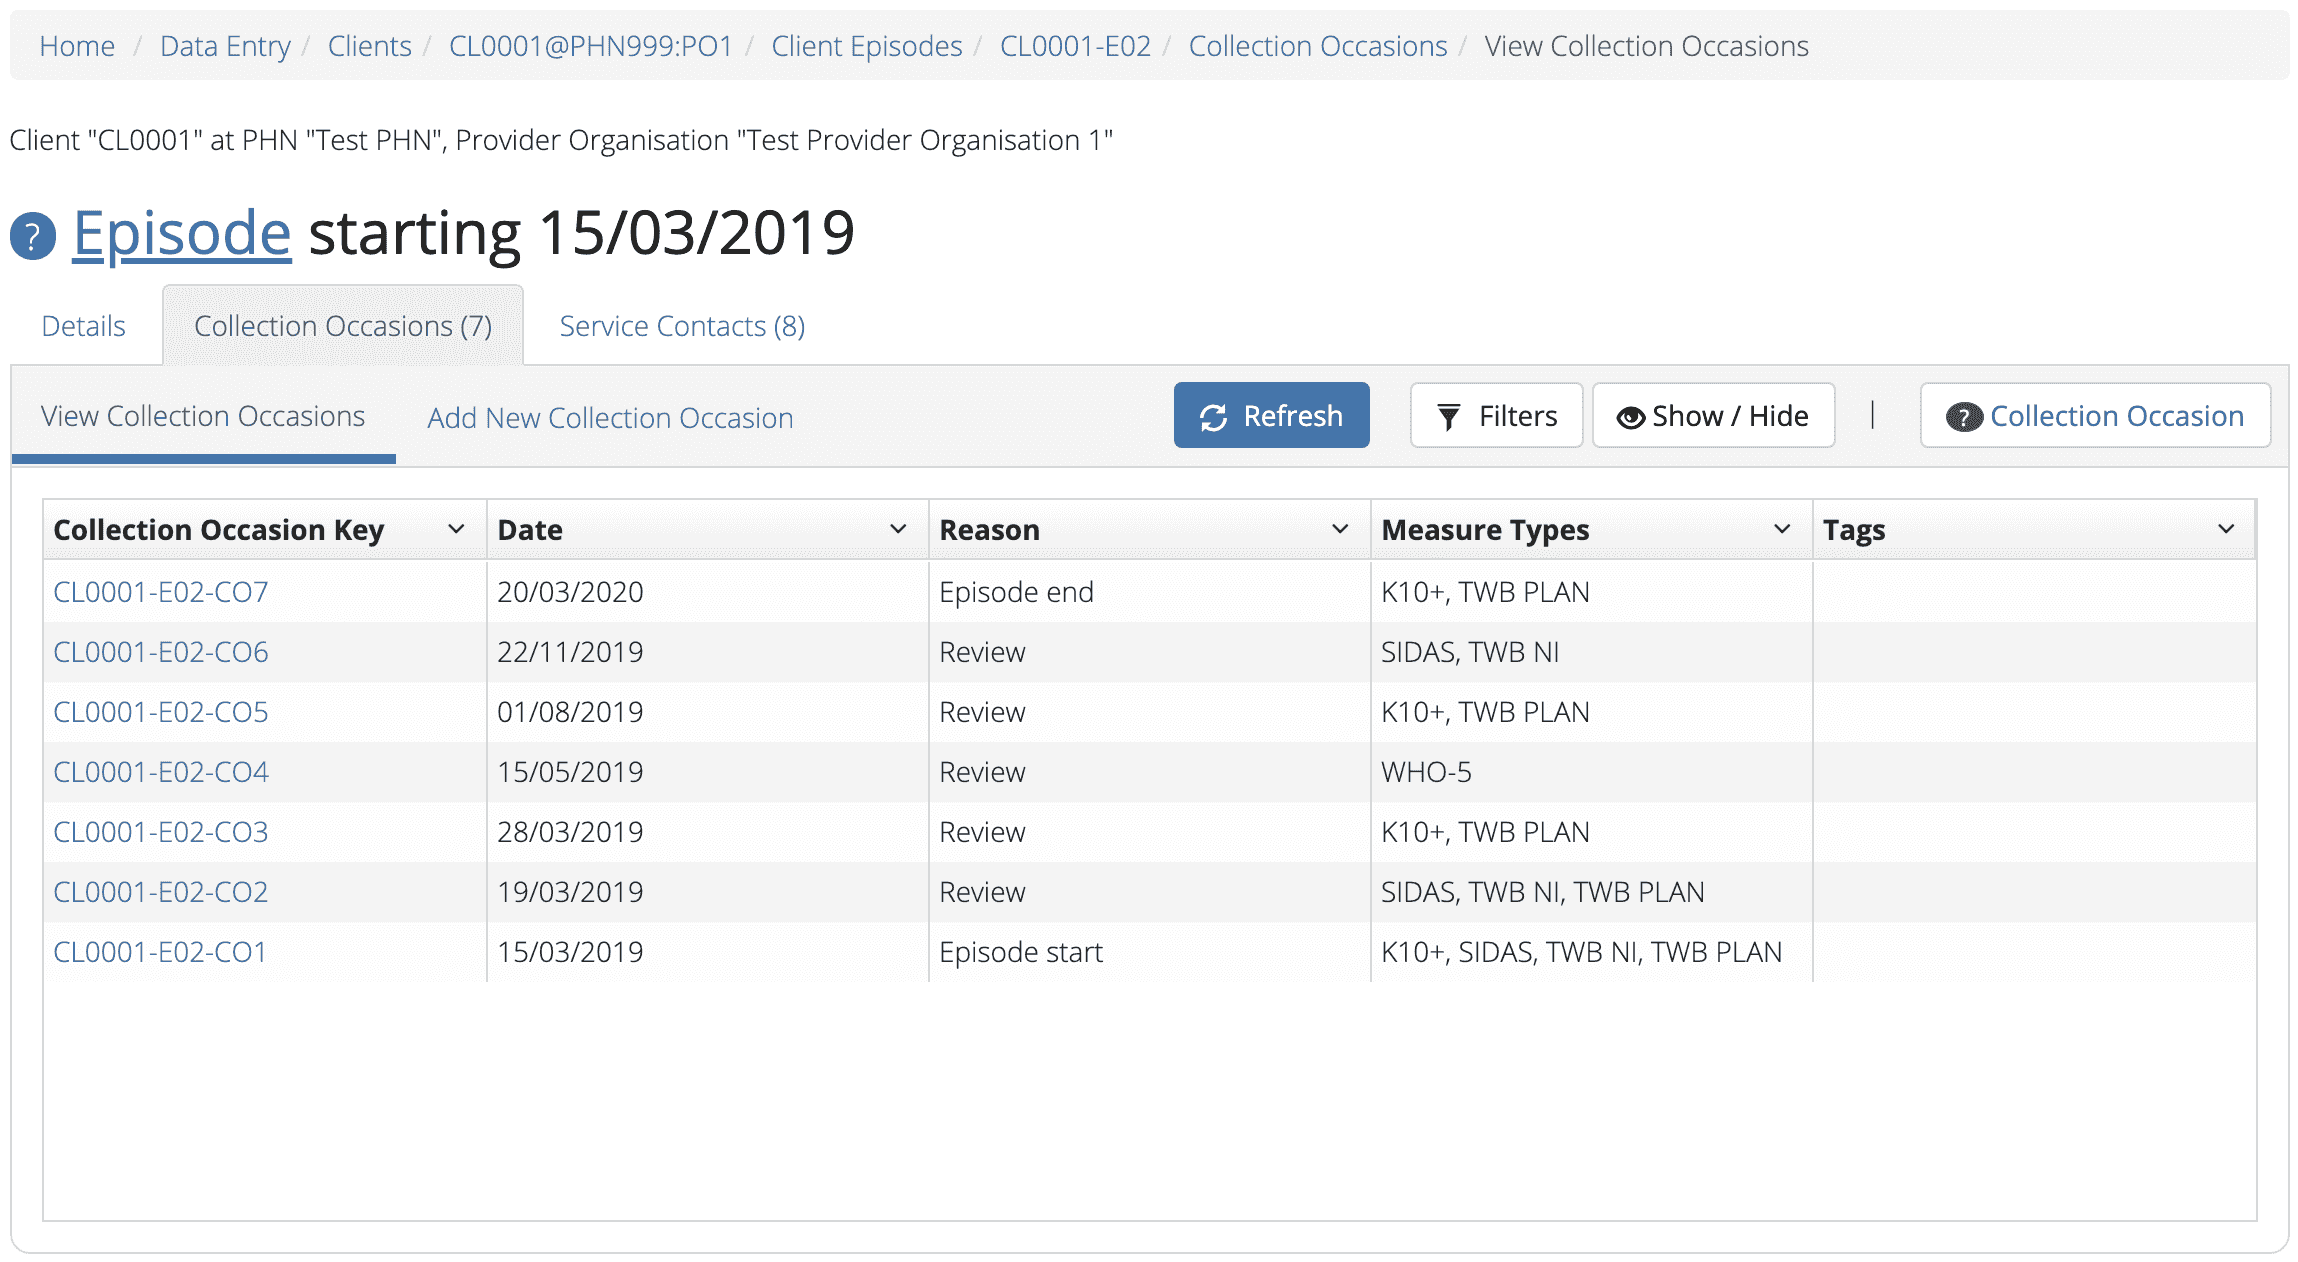 Home / Data Entry / Clients / CL0001@PHN999:PO1 / Client Episodes / CL0001-E02 / Collection Occasions / View Collection Occasions
Client "CL0001" at PHN "Test PHN", Provider Organisation "Test Provider Organisation 1"
? Episode starting 15/03/2019
Details Collection Occasions (7) Service Contacts (8)
View Collection Occasions Add New Collection Occasion Refresh Filters Show / Hide | ? Collection Occasion
Collection Occasion Key Date Reason Measure Types Tags
CL0001-E02-CO7 20/03/2020 Episode end K10+, TWB PLAN
CL0001-E02-CO6 22/11/2019 Review SIDAS, TWB NI
CL0001-E02-CO5 01/08/2019 Review K10+, TWB PLAN
CL0001-E02-CO4 15/05/2019 Review WHO-5
CL0001-E02-CO3 28/03/2019 Review K10+, TWB PLAN
CL0001-E02-CO2 19/03/2019 Review SIDAS, TWB NI, TWB PLAN
CL0001-E02-CO1 15/03/2019 Episode start K10+, SIDAS, TWB NI, TWB PLAN